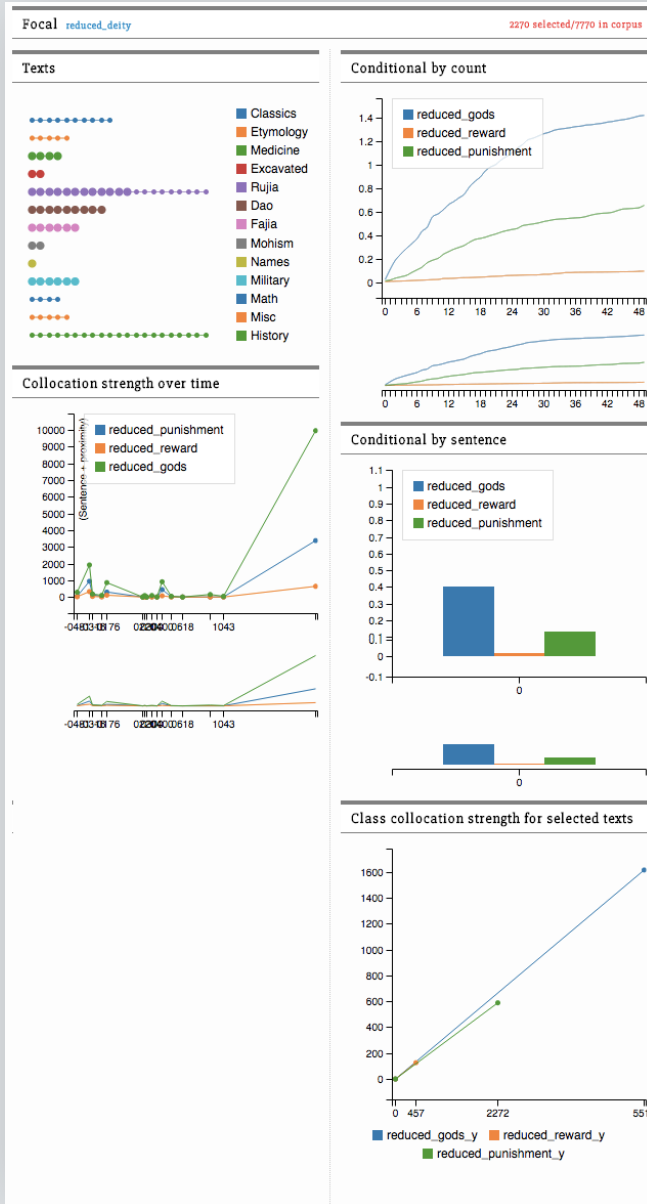 Focal reduced_deity
2270 selected/7770 in corpus
Texts
Classics
Etymology
Medicine
Excavated
Rujia
Dao
Fajia
Mohism
Names
Military
Math
Misc
History
Collocation strength over time
(Sentence + proximity)
reduced_punishment
reduced_reward
reduced_gods
10000
9000
8000
7000
6000
5000
4000
3000
2000
1000
0
0618 1043
0618 1043
Conditional by count
reduced_gods
reduced_reward
reduced_punishment
1.4
1.2
1
0.8
0.6
0.4
0.2
0
0 6 12 18 24 30 36 42 48
0 6 12 18 24 30 36 42 48
Conditional by sentence
reduced_gods
reduced_reward
reduced_punishment
1.1
1
0.9
0.8
0.7
0.6
0.5
0.4
0.3
0.2
0.1
0
-0.1
0
0
Class collocation strength for selected texts
1600
1400
1200
1000
800
600
400
200
0
0 457 2272 551
reduced_gods_y reduced_reward_y
reduced_punishment_y